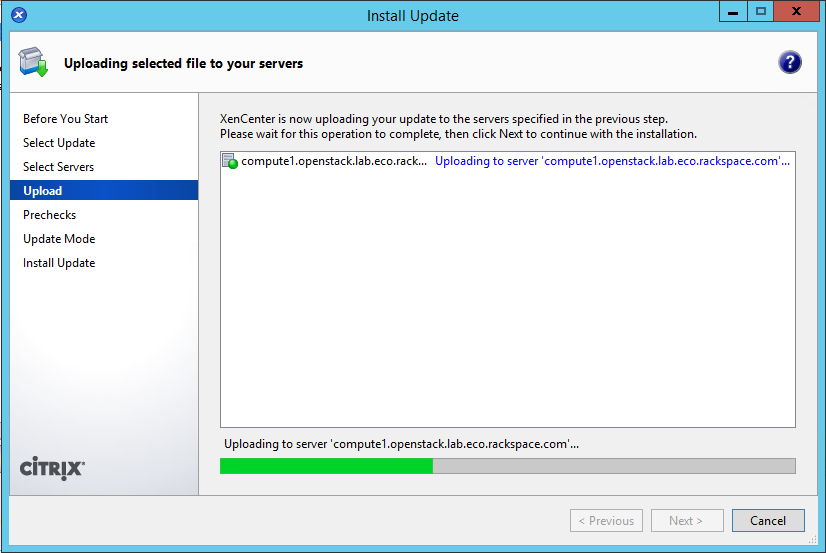 Install Update
Uploading selected file to your servers
Before You Start
Select Update
Select Servers
Upload
Prechecks
Update Mode
Install Update
CITRIX
XenCenter is now uploading your update to the servers specified in the previous step.
Please wait for this operation to complete, then click Next to continue with the installation.
compute1.openstack.lab.eco.rack... Uploading to server 'compute1.openstack.lab.eco.rackspace.com'...
Uploading to server 'compute1.openstack.lab.eco.rackspace.com'...
< Previous Next > Cancel